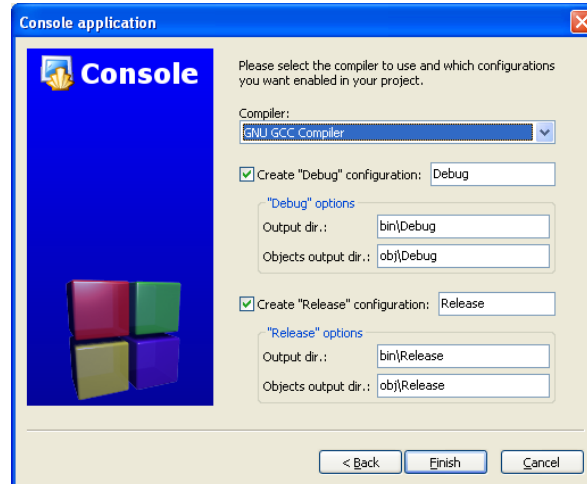 Console application
Console
Please select the compiler to use and which configurations
you want enabled in your project.
Compiler:
GNU GCC Compiler
Create "Debug" configuration: Debug
"Debug" options
Output dir.: bin\Debug
Objects output dir.: obj\Debug
Create "Release" configuration: Release
"Release" options
Output dir.: bin\Release
Objects output dir.: obj\Release
< Back Finish Cancel